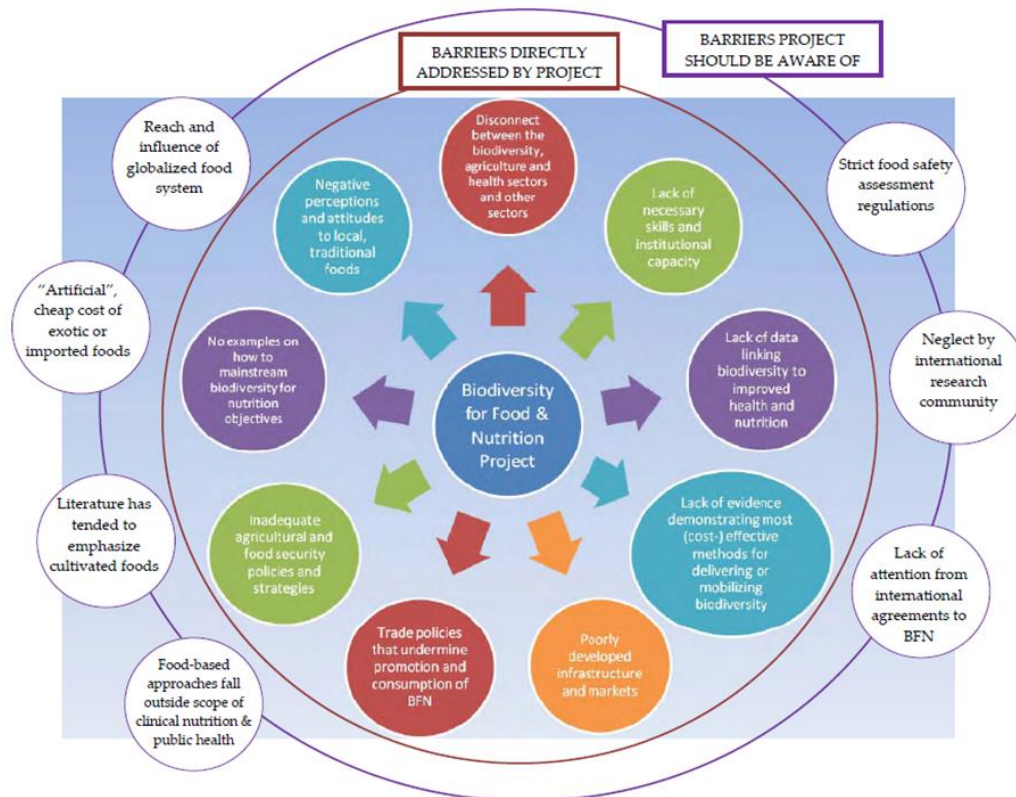 BARRIERS DIRECTLY
ADDRESSED BY PROJECT
BARRIERS PROJECT
SHOULD BE AWARE OF
Reach and
influence of
globalized food
system
"Artificial",
cheap cost of
exotic or
imported foods
Literature has
tended to
emphasize
cultivated foods
Food-based
approaches fall
outside scope of
clinical nutrition &
public health
Strict food safety
assessment
regulations
Neglect by
international
research
community
Lack of
attention from
international
agreements to
BFN
Disconnect
between the
biodiversity,
agriculture and
health sectors
and other
sectors
Lack of
necessary
skills and
institutional
capacity
Lack of data
linking
biodiversity to
improved health
and nutrition
Lack of evidence
demonstrating most
(cost-) effective
methods for
delivering or
mobilizing
biodiversity
Poorly
developed
infrastructure
and markets
Trade policies
that undermine
promotion and
consumption of
BFN
Inadequate
agricultural
and food
security
policies and
strategies
No examples on
how to
mainstream
biodiversity for
nutrition
objectives
Negative
perceptions
and attitudes
to local,
traditional
foods
Biodiversity
for Food &
Nutrition
Project